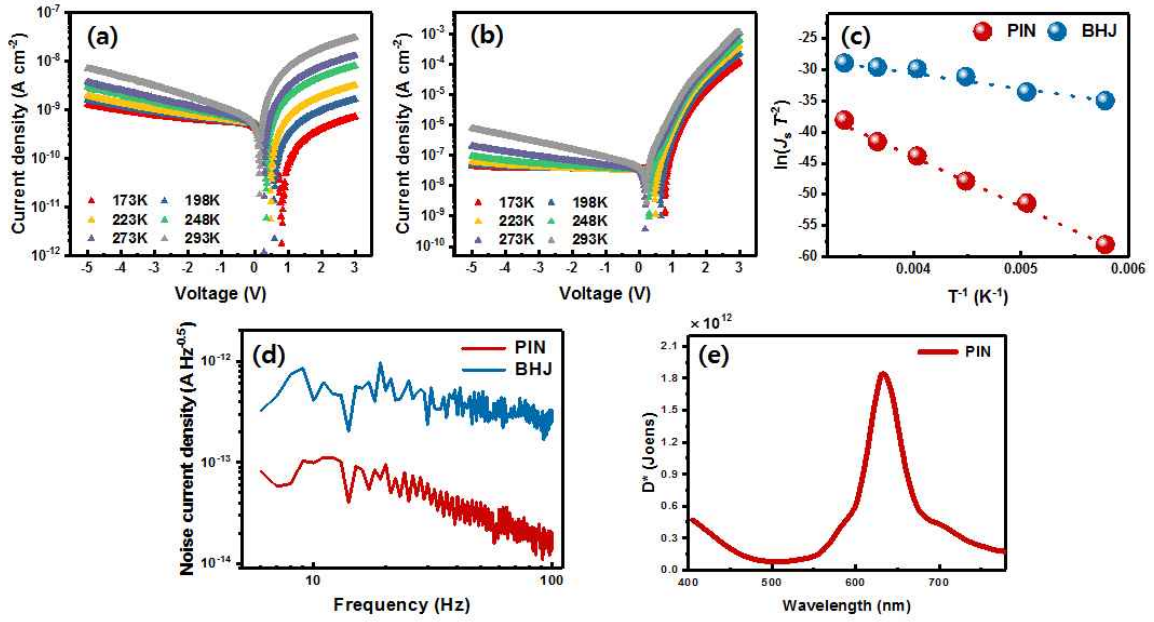 (a)
Current density (A cm-2)
10-7
10-8
10-9
10-10
10-11
10-12
173K 198K
223K 248K
273K 293K
-5 -4 -3 -2 -1 0 1 2 3
Voltage (V)
(b)
Current density (A cm-2)
10-3
10-4
10-5
10-6
10-7
10-8
10-9
10-10
173K 198K
223K 248K
273K 293K
-5 -4 -3 -2 -1 0 1 2 3
Voltage (V)
(c)
PIN BHJ
ln(Js T-2)
-25
-30
-35
-40
-45
-50
-55
-60
0.004 0.005 0.006
T-1 (K-1)
(d)
PIN
BHJ
Noise current density (A Hz-0.5)
10-12
10-13
10-14
10 100
Frequency (Hz)
× 1012
(e)
PIN
D* (Joens)
2.1
1.8
1.5
1.2
0.9
0.6
0.3
0.0
400 500 600 700
Wavelength (nm)